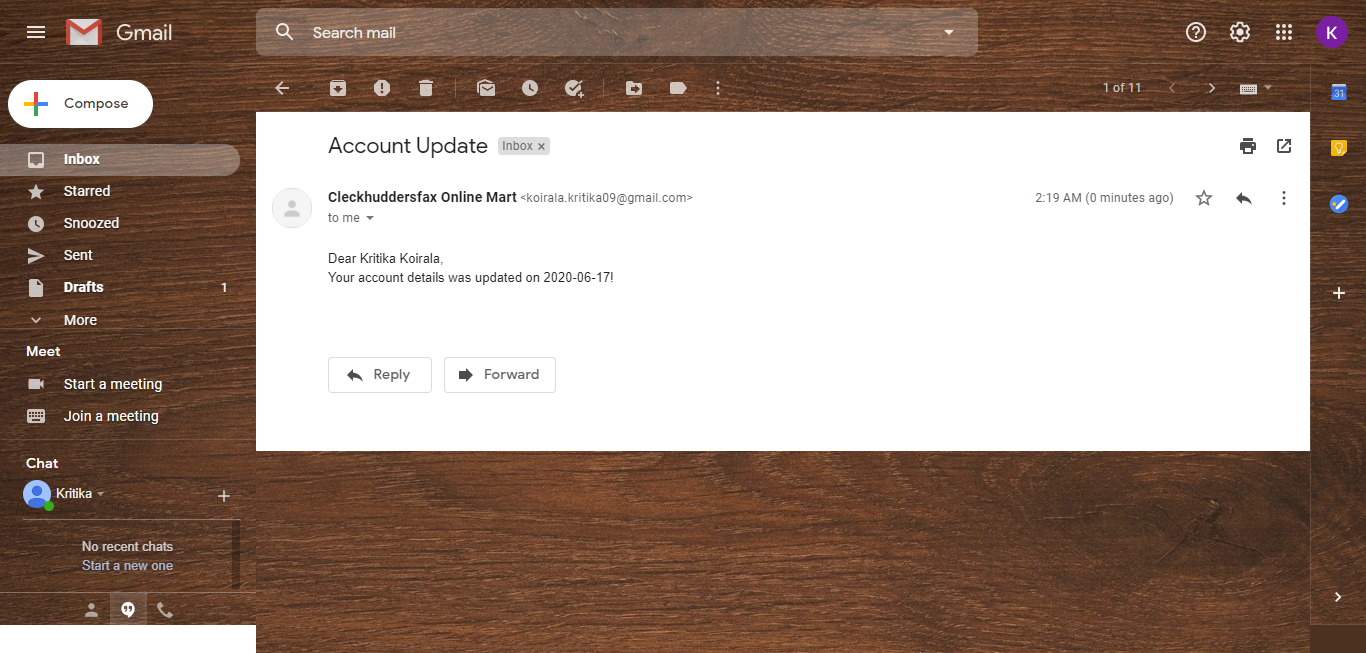 Gmail
Search mail
K
Compose
1 of 11
31
Inbox
Starred
Snoozed
Sent
Drafts 1
More
Meet
Start a meeting
Join a meeting
Chat
Kritika
No recent chats
Start a new one
Account Update Inbox ×
Cleckhuddersfax Online Mart <koirala.kritika09@gmail.com> 2:19 AM (0 minutes ago)
to me
Dear Kritika Koirala,
Your account details was updated on 2020-06-17!
Reply Forward